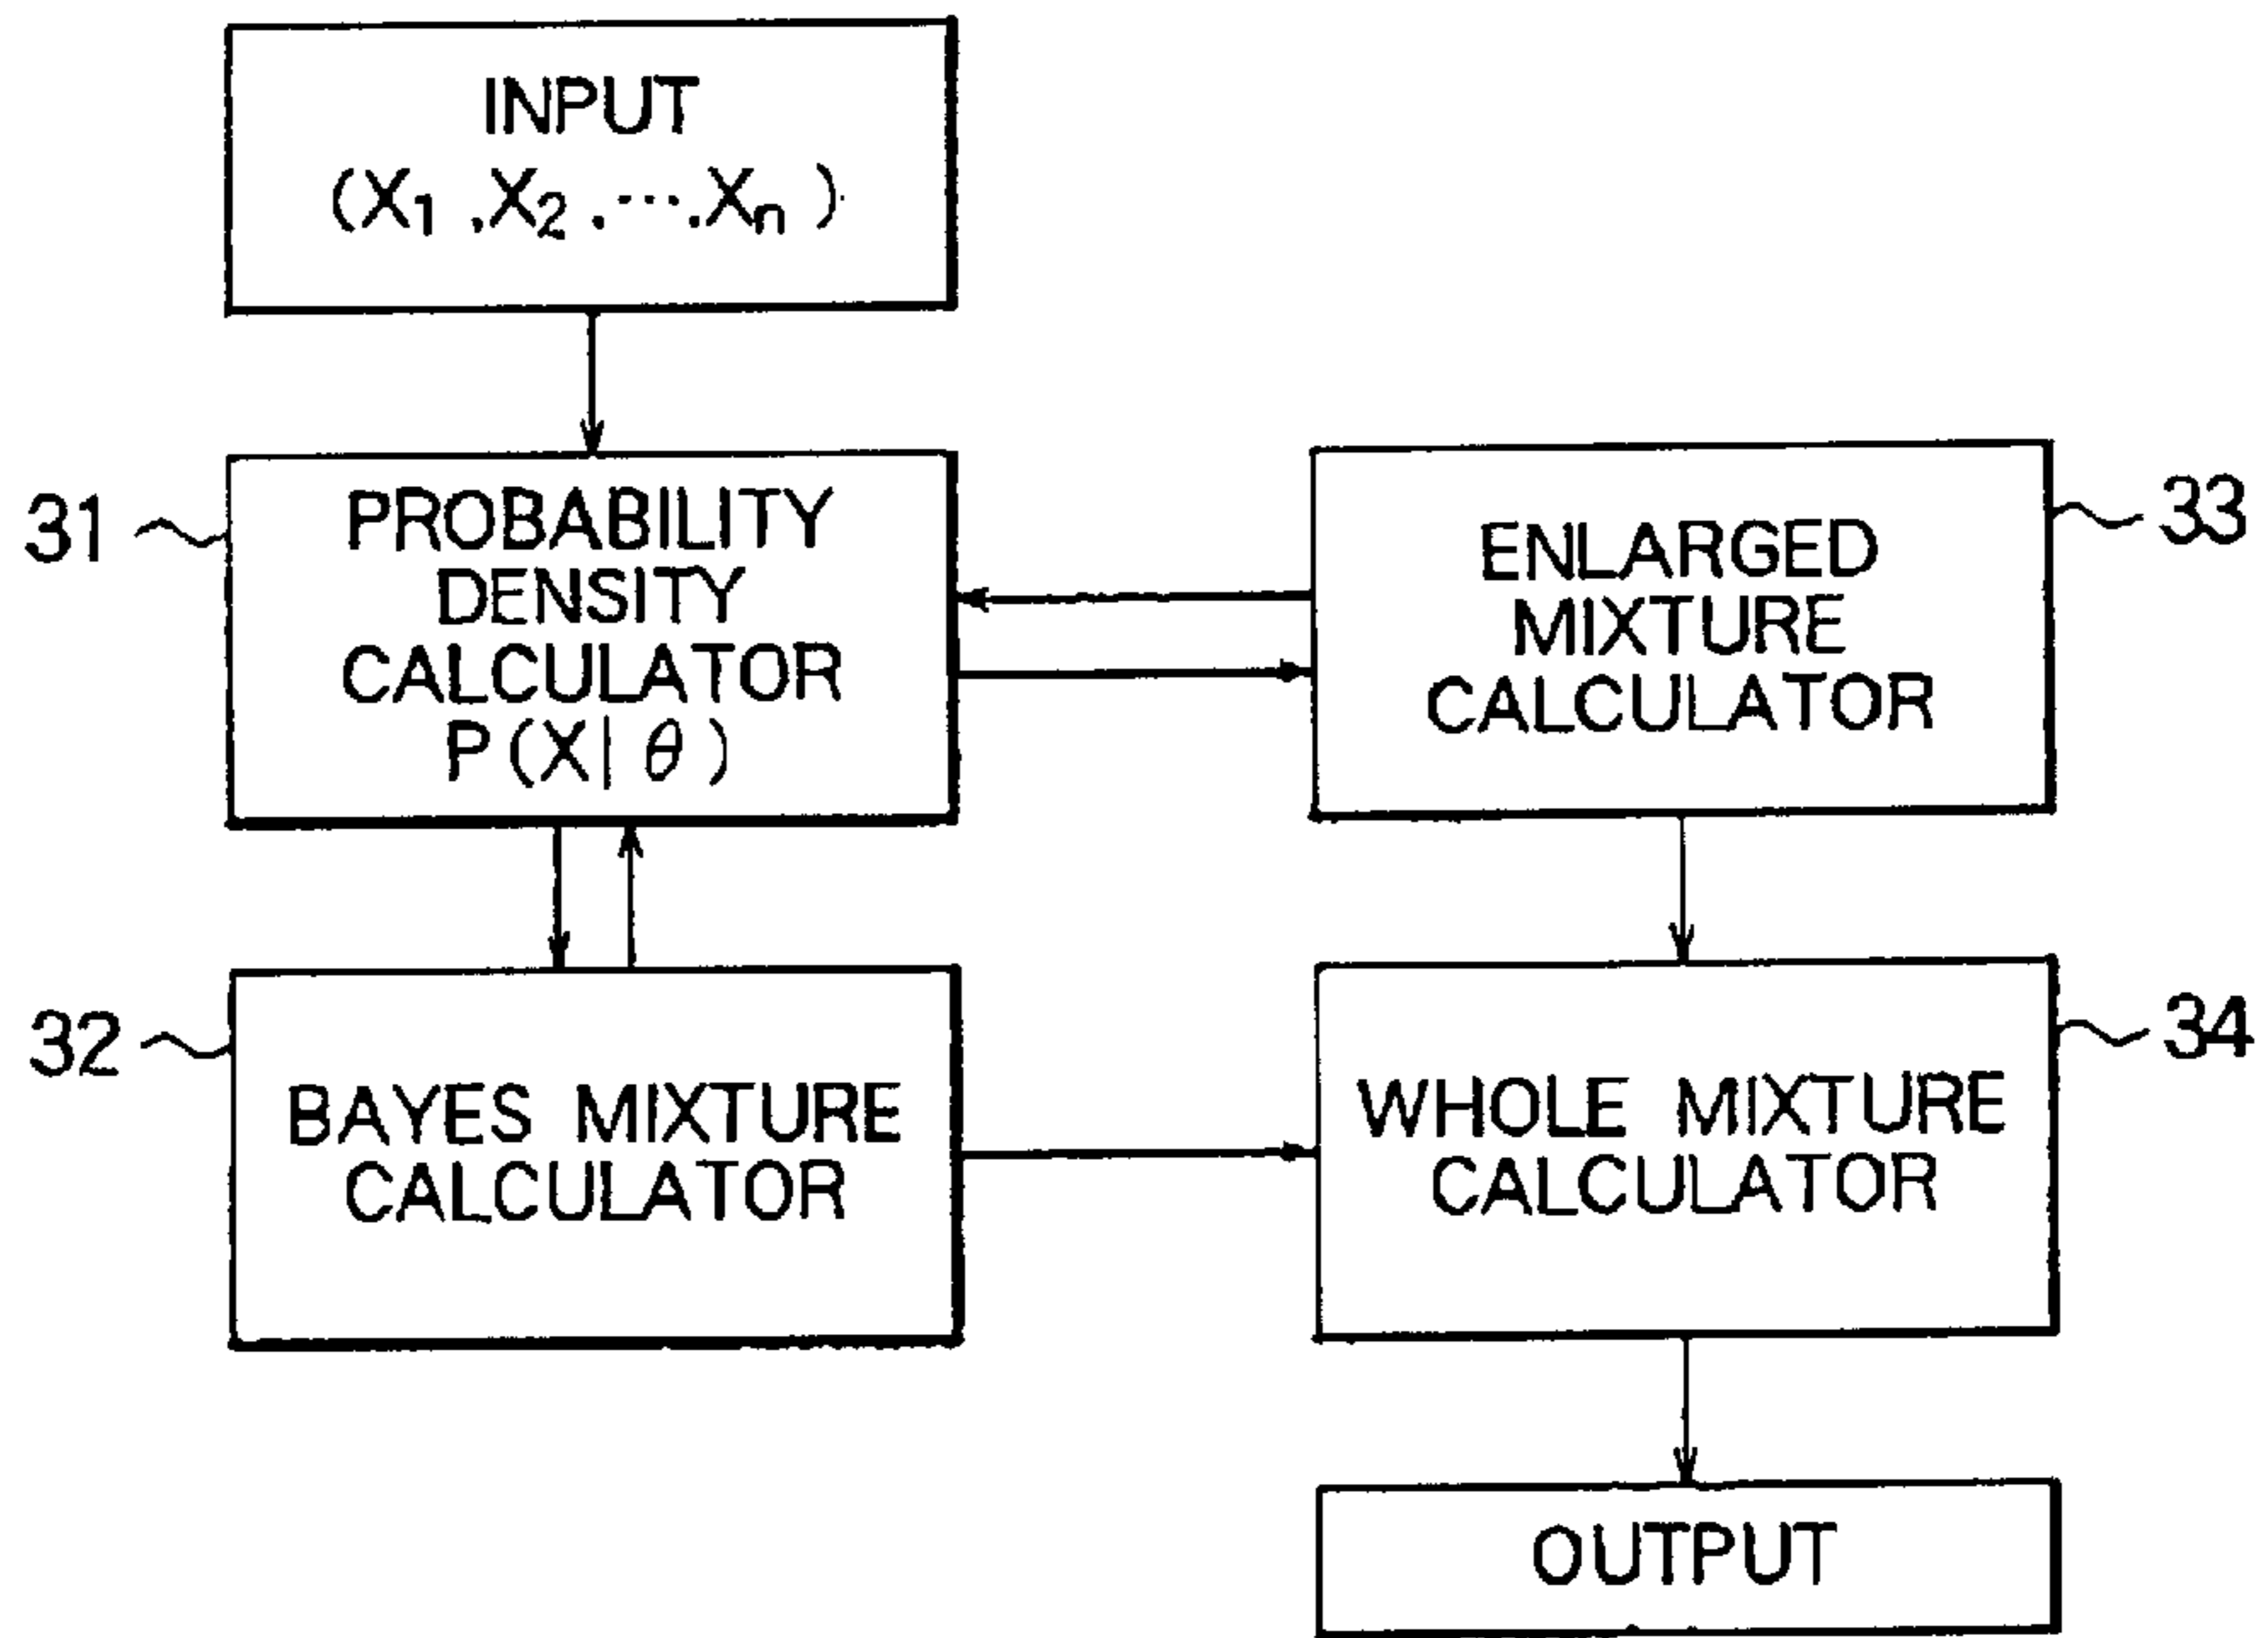 INPUT
(X₁ ,X₂ ,⋯,Xₙ )
31
PROBABILITY
DENSITY
CALCULATOR
P(X| θ )
33
ENLARGED
MIXTURE
CALCULATOR
32
BAYES MIXTURE
CALCULATOR
34
WHOLE MIXTURE
CALCULATOR
OUTPUT